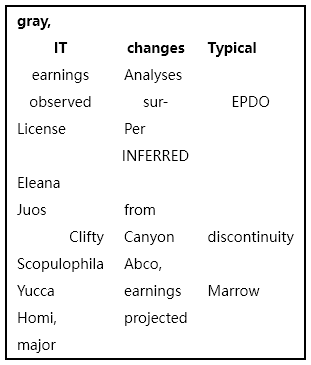 gray,
IT changes Typical
earnings Analyses
observed sur- EPDO
License Per
INFERRED
Eleana
Juos from
Clifty Canyon discontinuity
Scopulophila Abco,
Yucca earnings Marrow
Homi, projected
major